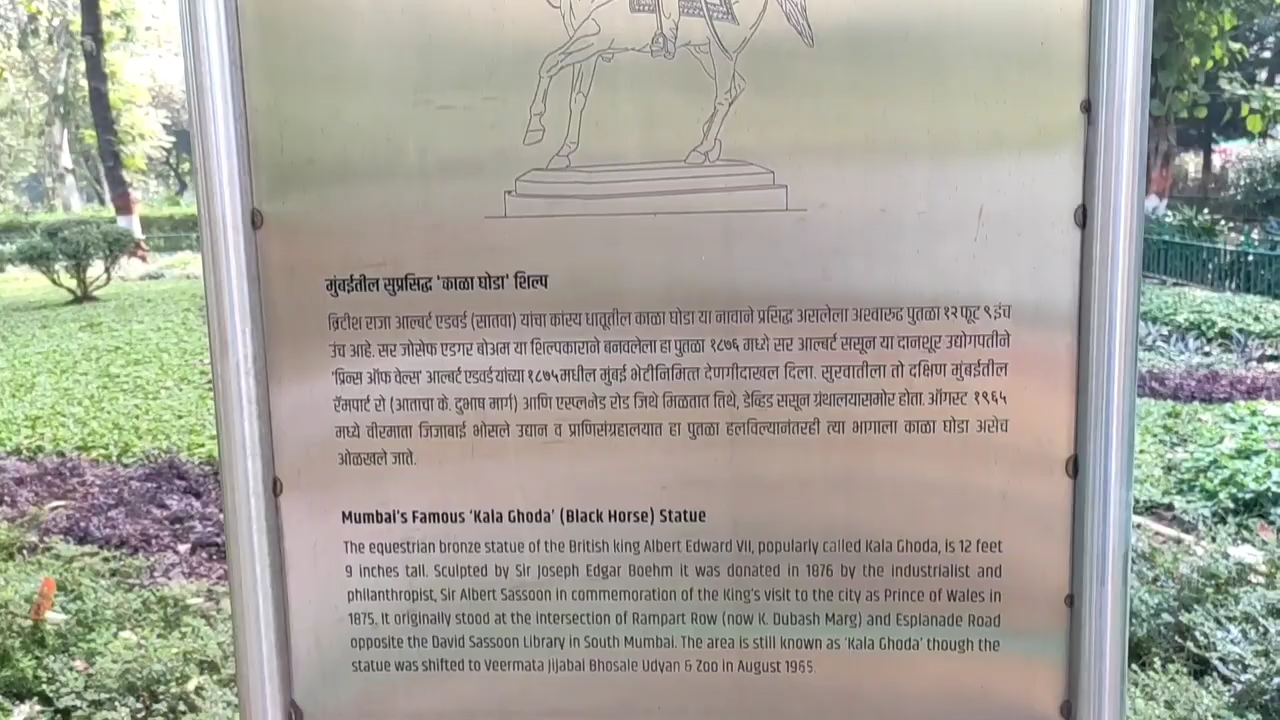 मुंबईतील सुप्रसिद्ध 'काळा घोडा' शिल्प
ब्रिटीश राजा आल्बर्ट एडवर्ड (सातवा) यांचा कांस्य धातूतील काळा घोडा या नावाने प्रसिद्ध असलेला अश्वारुढ पुतळा १२ फूट ९ इंच
उंच आहे. सर जोसेफ एडगर बोअम या शिल्पकाराने बनवलेला हा पुतळा १८७६ मध्ये सर आल्बर्ट ससून या दानशूर उद्योगपतीने
'प्रिन्स ऑफ वेल्स' आल्बर्ट एडवर्ड यांच्या १८७५ मधील मुंबई भेटीनिमित्त देणगीदाखल दिला. सुरवातीला तो दक्षिण मुंबईतील
रॅमपार्ट रो (आताचा के. दुभाष मार्ग) आणि एस्प्लनेड रोड जिथे मिळतात तिथे, डेव्हिड ससून ग्रंथालयासमोर होता. ऑगस्ट १९६५
मध्ये वीरमाता जिजाबाई भोसले उद्यान व प्राणिसंग्रहालयात हा पुतळा हलविल्यानंतरही त्या भागाला काळा घोडा असेच
ओळखले जाते.
Mumbai's Famous 'Kala Ghoda' (Black Horse) Statue
The equestrian bronze statue of the British king Albert Edward VII, popularly called Kala Ghoda, is 12 feet
9 inches tall. Sculpted by Sir Joseph Edgar Boehm it was donated in 1876 by the industrialist and
philanthropist, Sir Albert Sassoon in commemoration of the King's visit to the city as Prince of Wales in
1875. It originally stood at the intersection of Rampart Row (now K. Dubash Marg) and Esplanade Road
opposite the David Sassoon Library in South Mumbai. The area is still known as 'Kala Ghoda' though the
statue was shifted to Veermata Jijabai Bhosale Udyan & Zoo in August 1965.